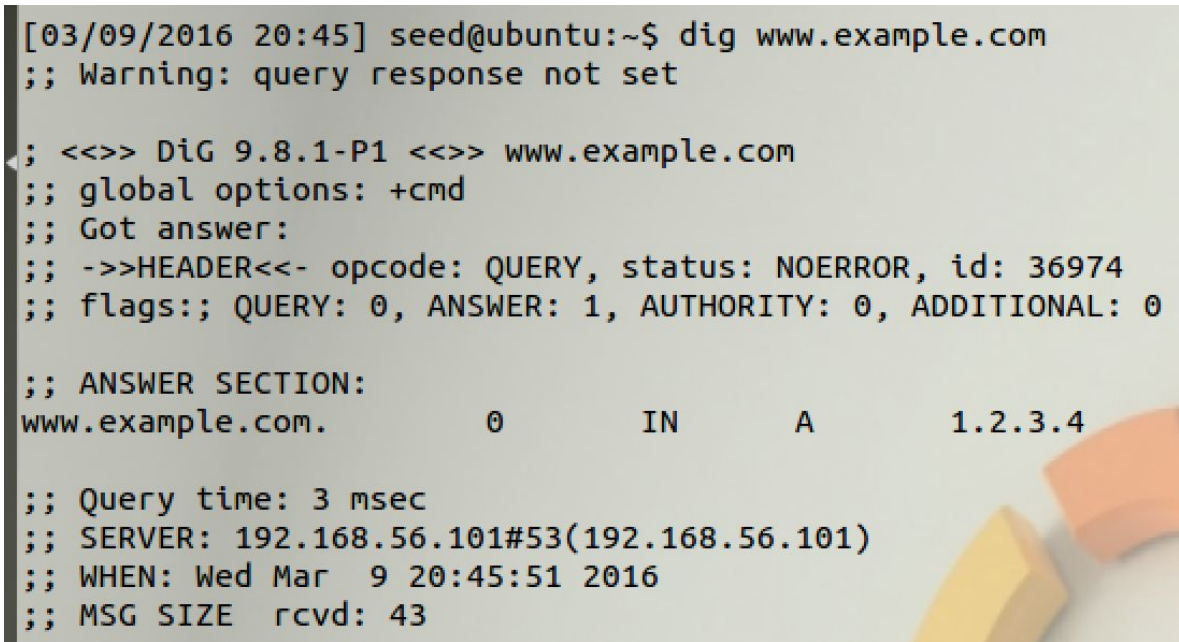 [03/09/2016 20:45] seed@ubuntu:~$ dig www.example.com
;; Warning: query response not set

; <<>> DiG 9.8.1-P1 <<>> www.example.com
;; global options: +cmd
;; Got answer:
;; ->>HEADER<<- opcode: QUERY, status: NOERROR, id: 36974
;; flags:; QUERY: 0, ANSWER: 1, AUTHORITY: 0, ADDITIONAL: 0

;; ANSWER SECTION:
www.example.com.        0       IN      A       1.2.3.4

;; Query time: 3 msec
;; SERVER: 192.168.56.101#53(192.168.56.101)
;; WHEN: Wed Mar  9 20:45:51 2016
;; MSG SIZE  rcvd: 43